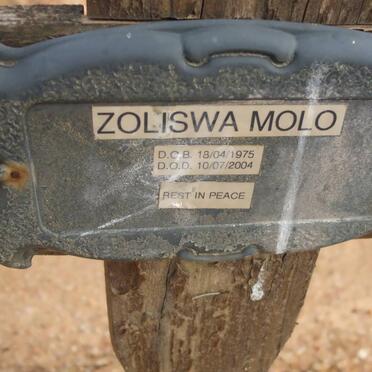 ZOLISWA MOLO
D.O.B. 18/04/1975
D.O.D. 10/07/2004
REST IN PEACE